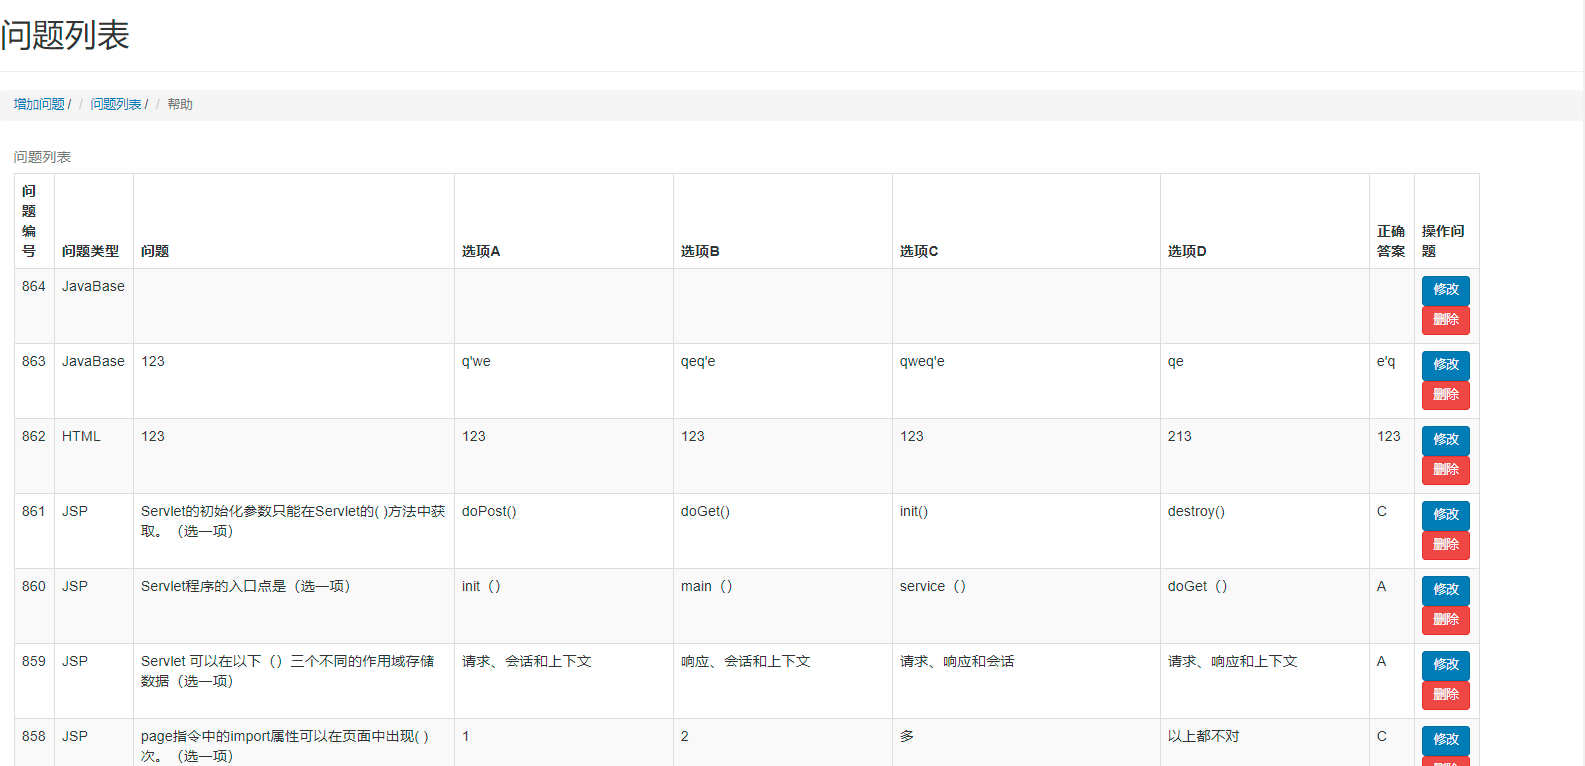 问题列表
增加问题 / / 问题列表 / / 帮助
问题列表
问题编号 问题类型 问题 选项A 选项B 选项C 选项D 正确答案 操作问题
864 JavaBase 修改
删除
863 JavaBase 123 q'we qeq'e qweq'e qe e'q 修改
删除
862 HTML 123 123 123 123 213 123 修改
删除
861 JSP Servlet的初始化参数只能在Servlet的( )方法中获 doPost() doGet() init() destroy() C 修改
取。（选一项） 删除
860 JSP Servlet程序的入口点是（选一项） init（） main（） service（） doGet（） A 修改
删除
859 JSP Servlet 可以在以下（）三个不同的作用域存储 请求、会话和上下文 响应、会话和上下文 请求、响应和会话 请求、响应和上下文 A 修改
数据（选一项） 删除
858 JSP page指令中的import属性可以在页面中出现( ) 1 2 多 以上都不对 C 修改
次。（选一项）